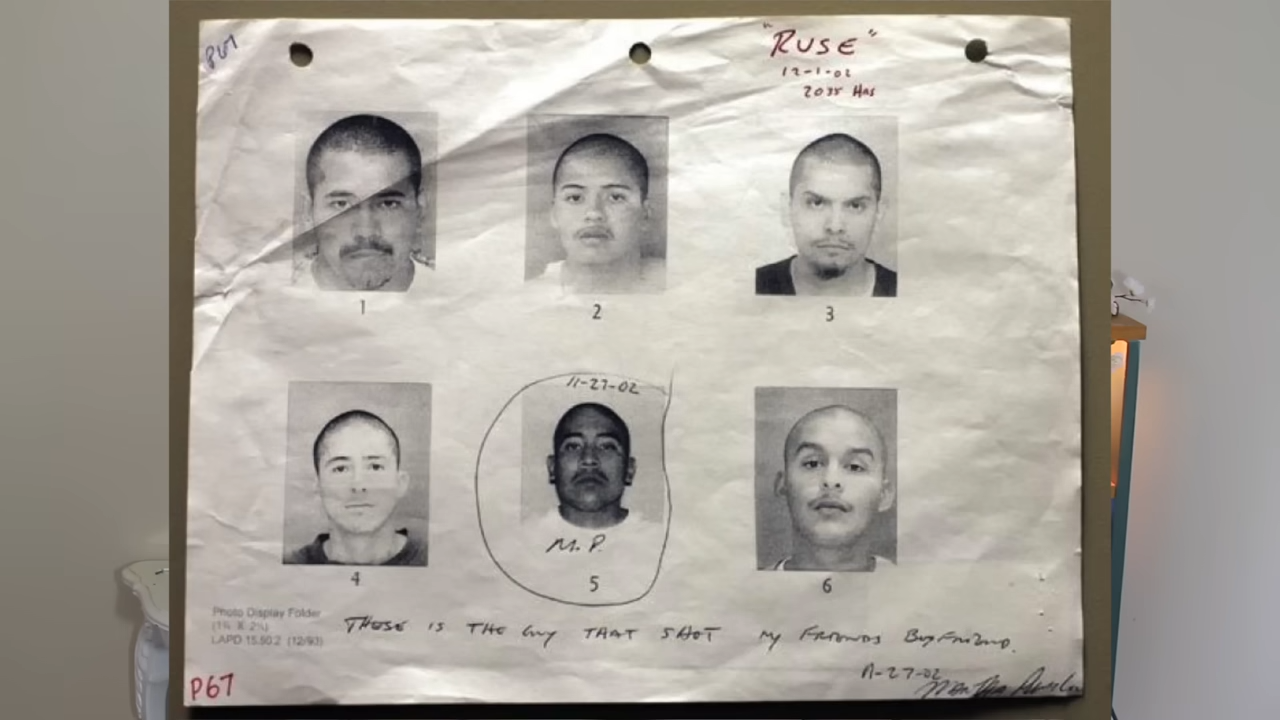 P67
"RUSE"
12-1-02
2035 Hrs
1
2
3
11-27-02
M.P.
4
5
6
Photo Display Folder
LAPD 15.50.2 (12/93)
THESE IS THE Guy THAT SHOT my FRIENDS BoyFRIEND.
11-27-02
P67